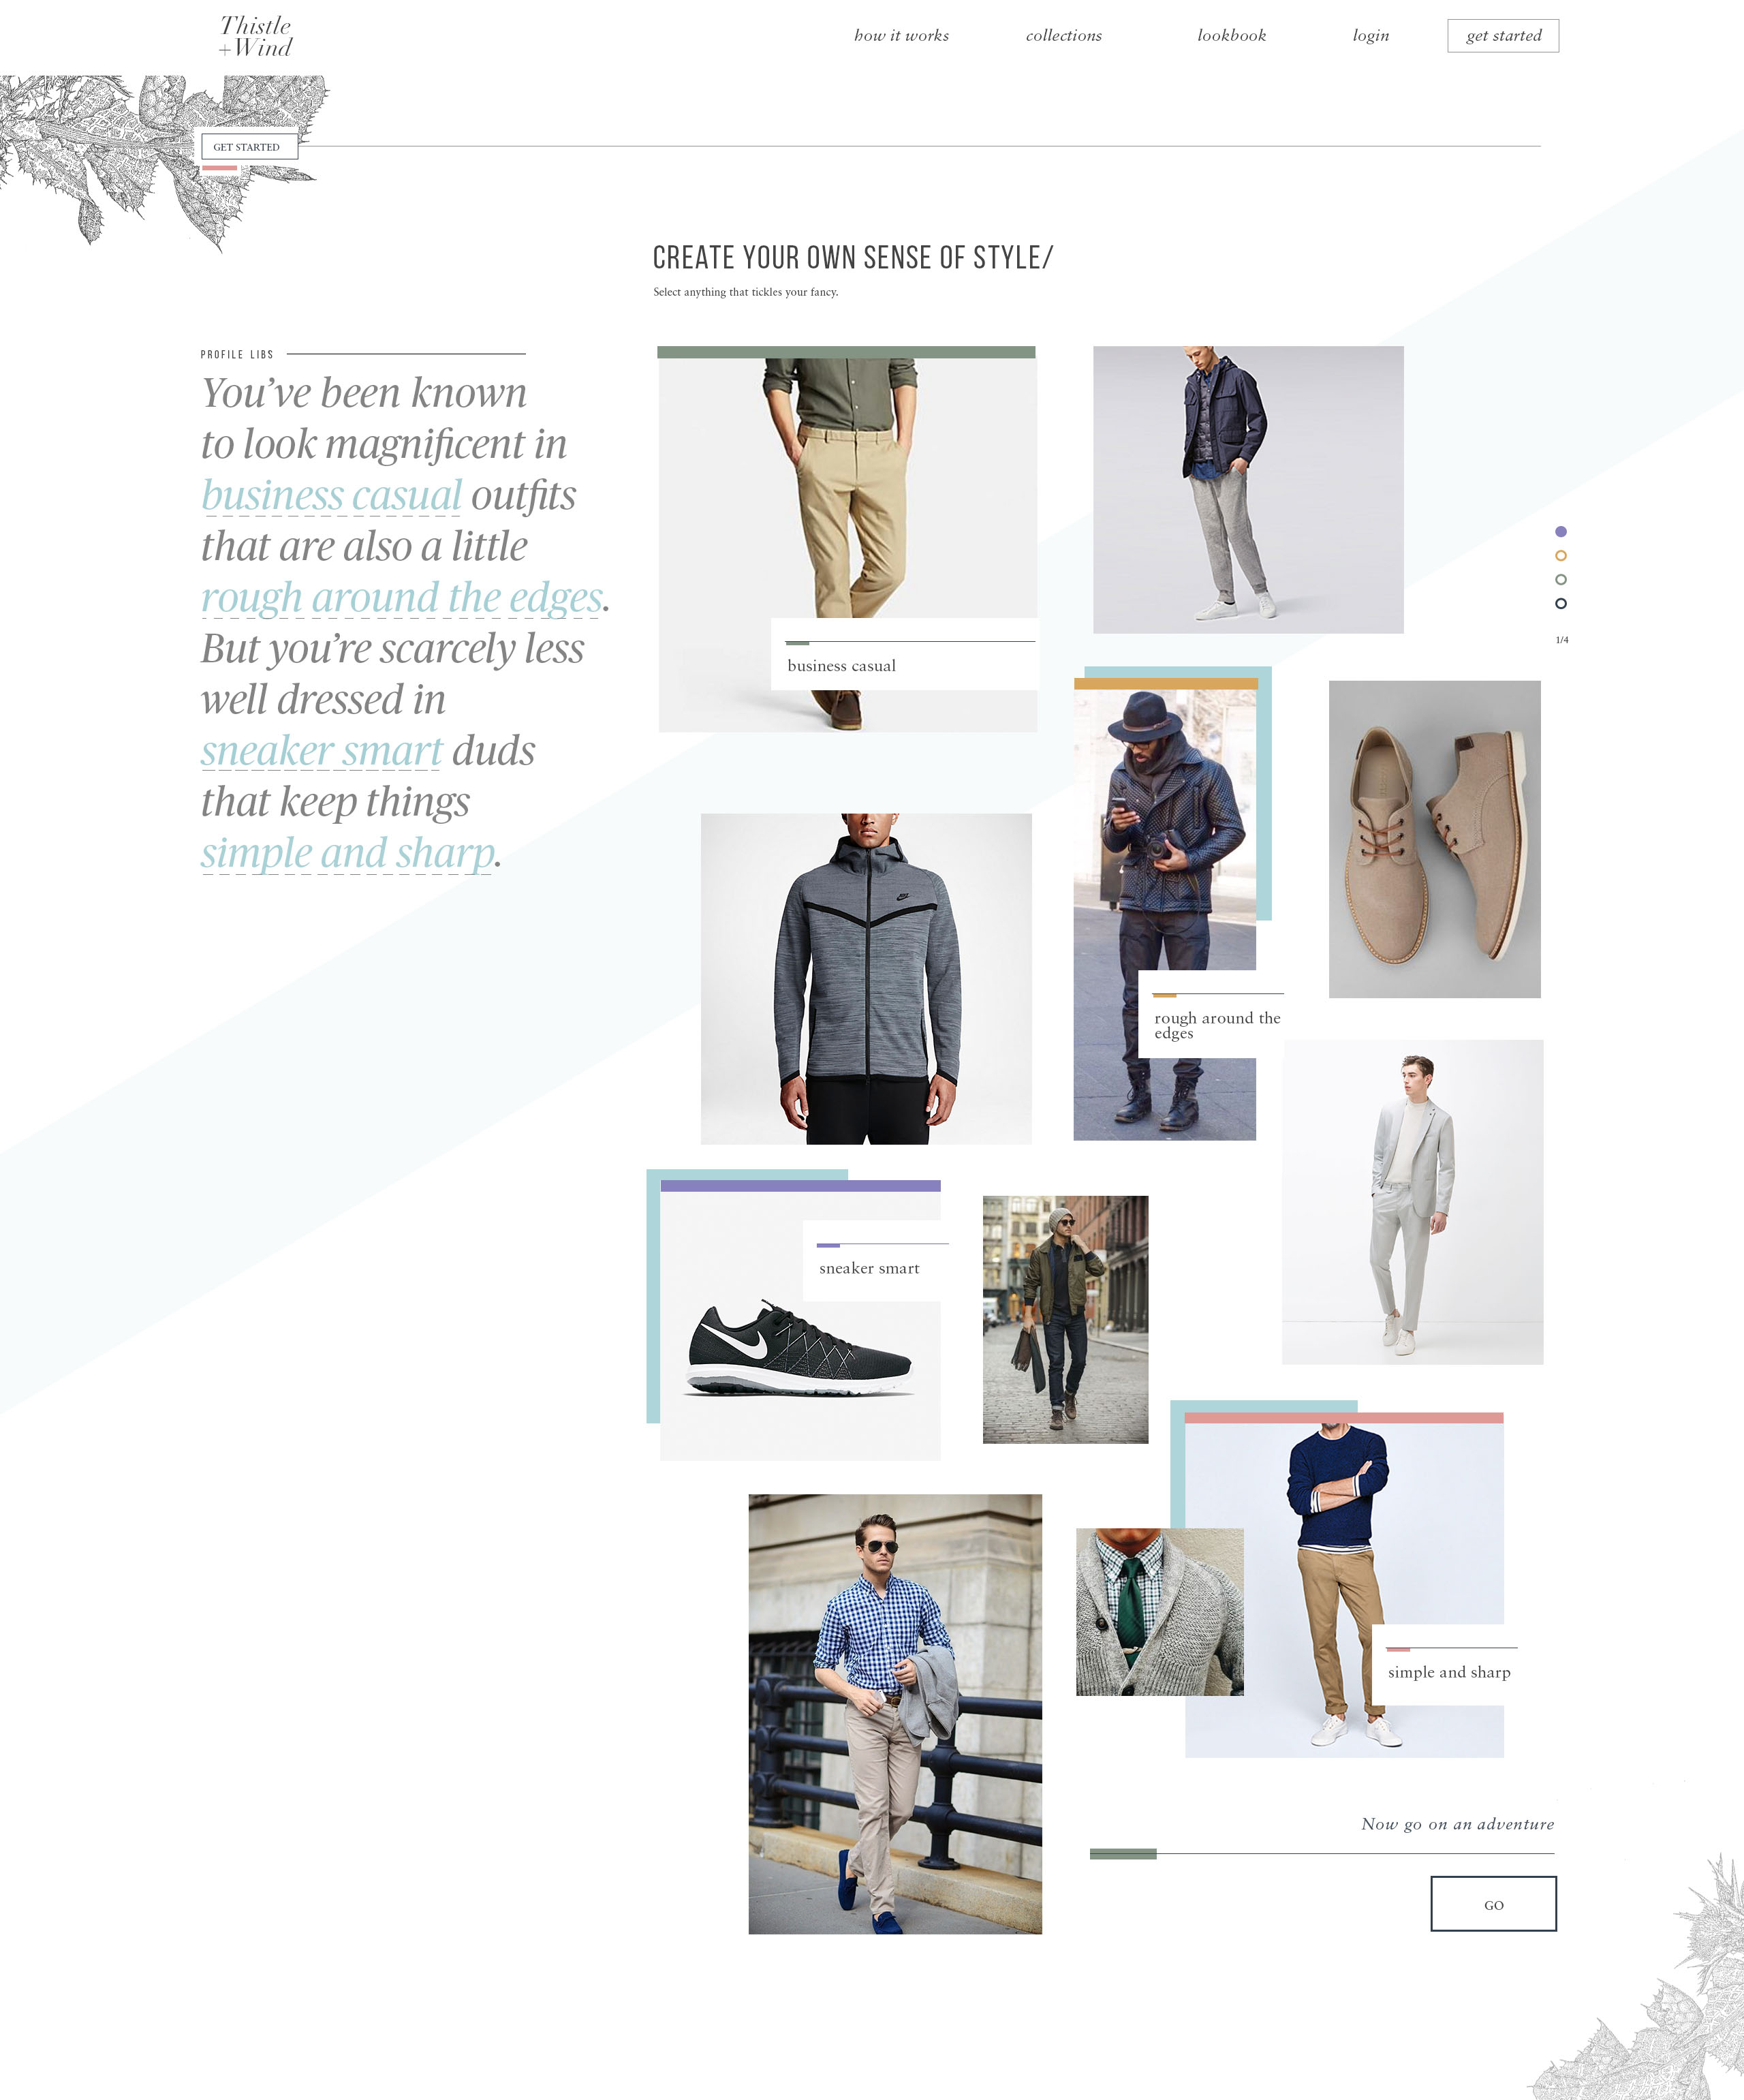 Thistle
+Wind
how it works
collections
lookbook
login
get started
GET STARTED
CREATE YOUR OWN SENSE OF STYLE/
Select anything that tickles your fancy.
PROFILE LIBS
You’ve been known
to look magnificent in
business casual outfits
that are also a little
rough around the edges.
But you’re scarcely less
well dressed in
sneaker smart duds
that keep things
simple and sharp.
business casual
1/4
rough around the
edges
sneaker smart
simple and sharp
Now go on an adventure
GO